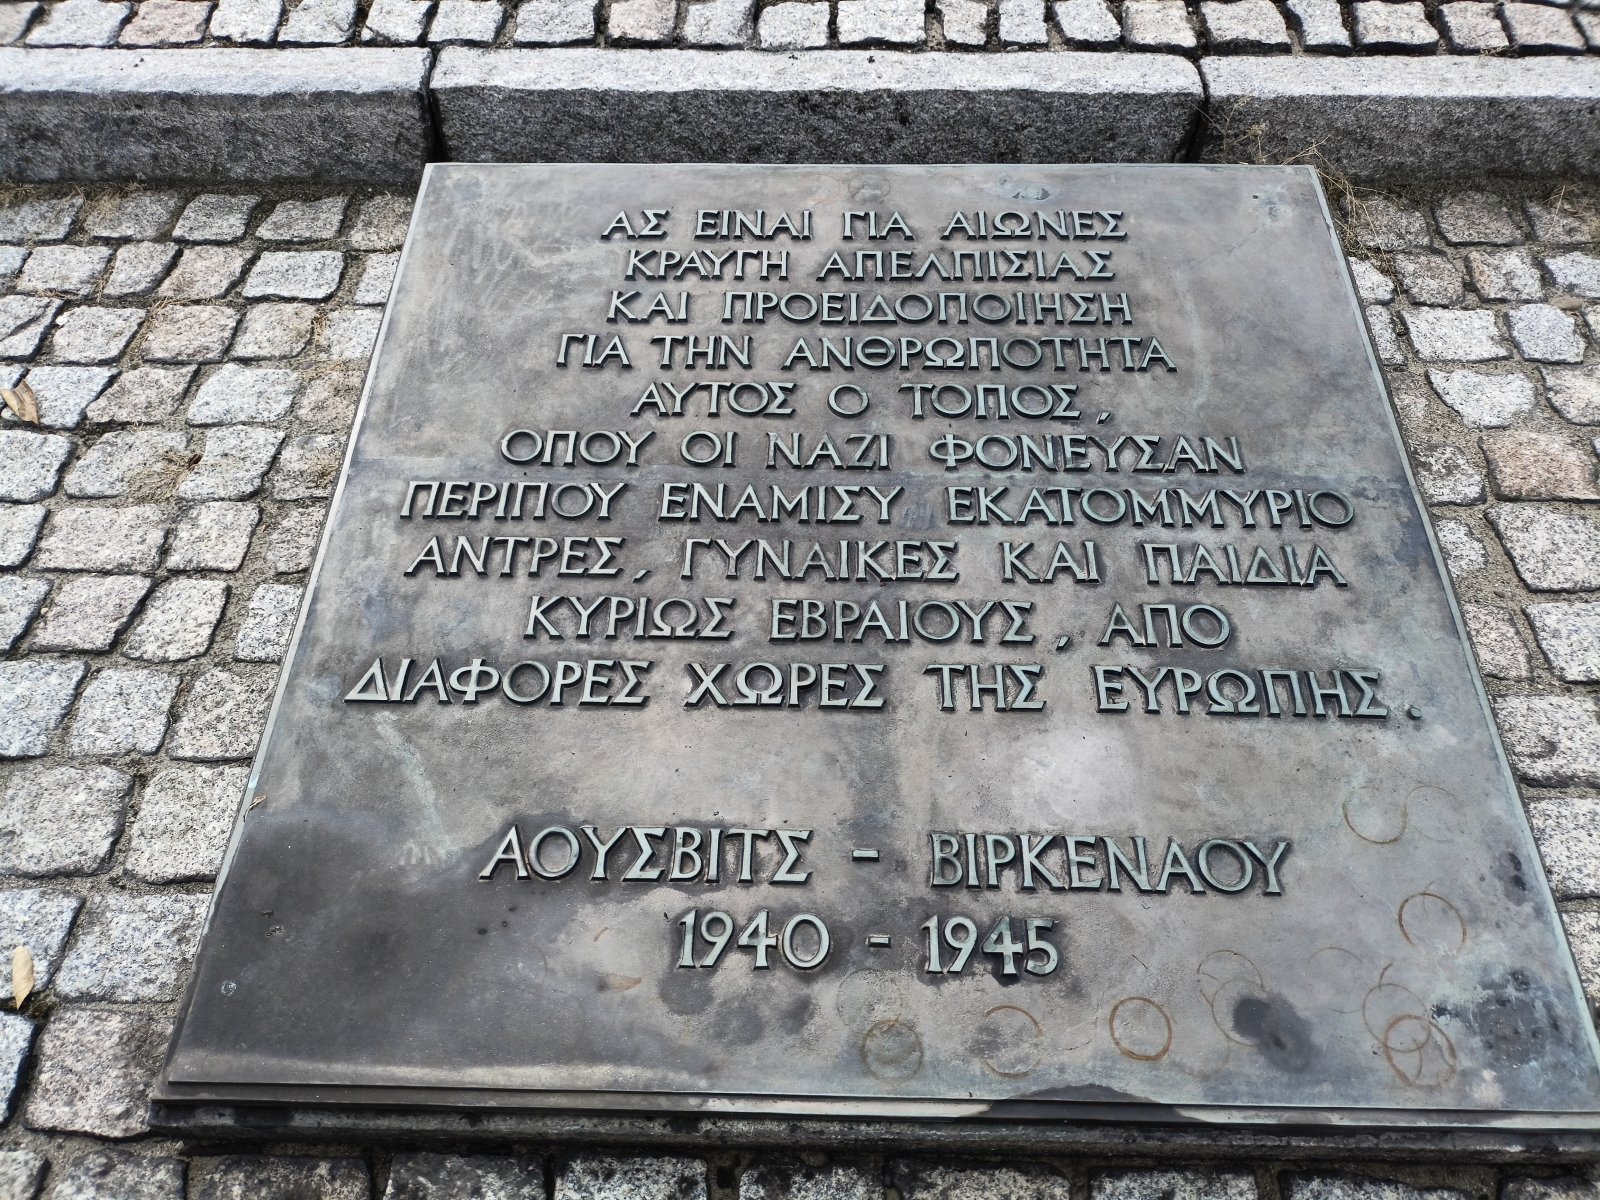 ΑΣ ΕΙΝΑΙ ΓΙΑ ΑΙΩΝΕΣ
ΚΡΑΥΓΗ ΑΠΕΛΠΙΣΙΑΣ
ΚΑΙ ΠΡΟΕΙΔΟΠΟΙΗΣΗ
ΓΙΑ ΤΗΝ ΑΝΘΡΩΠΟΤΗΤΑ
ΑΥΤΟΣ Ο ΤΟΠΟΣ,
ΟΠΟΥ ΟΙ ΝΑΖΙ ΦΟΝΕΥΣΑΝ
ΠΕΡΙΠΟΥ ΕΝΑΜΙΣΥ ΕΚΑΤΟΜΜΥΡΙΟ
ΑΝΤΡΕΣ, ΓΥΝΑΙΚΕΣ ΚΑΙ ΠΑΙΔΙΑ
ΚΥΡΙΩΣ ΕΒΡΑΙΟΥΣ, ΑΠΟ
ΔΙΑΦΟΡΕΣ ΧΩΡΕΣ ΤΗΣ ΕΥΡΩΠΗΣ.
ΑΟΥΣΒΙΤΣ - ΒΙΡΚΕΝΑΟΥ
1940 - 1945